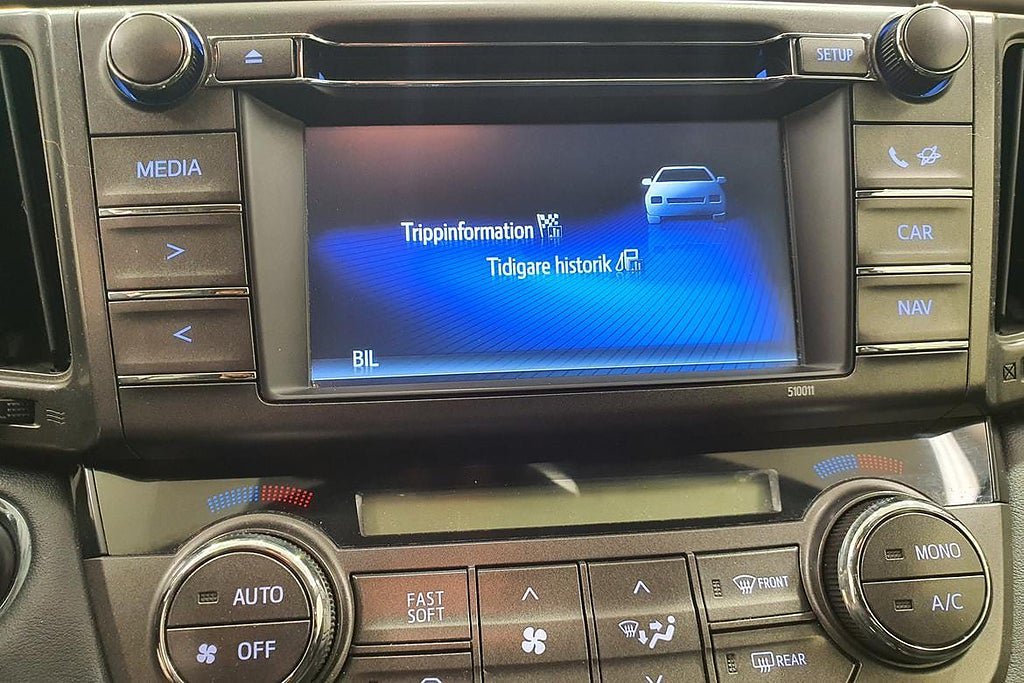 SETUP
MEDIA
>
<
Trippinformation
Tidigare historik
BIL
CAR
NAV
510011
AUTO
OFF
FAST
SOFT
FRONT
REAR
MONO
A/C